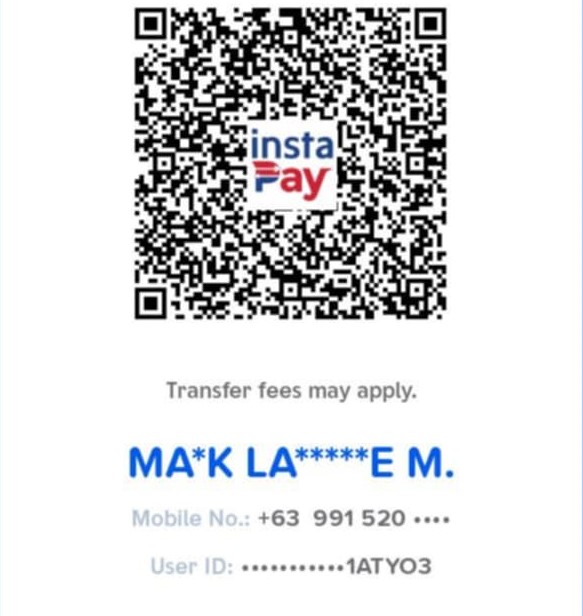 insta
Pay
Transfer fees may apply.
MA*K LA*****E M.
Mobile No.: +63 991 520 ••••
User ID: •••••••••••1ATYO3